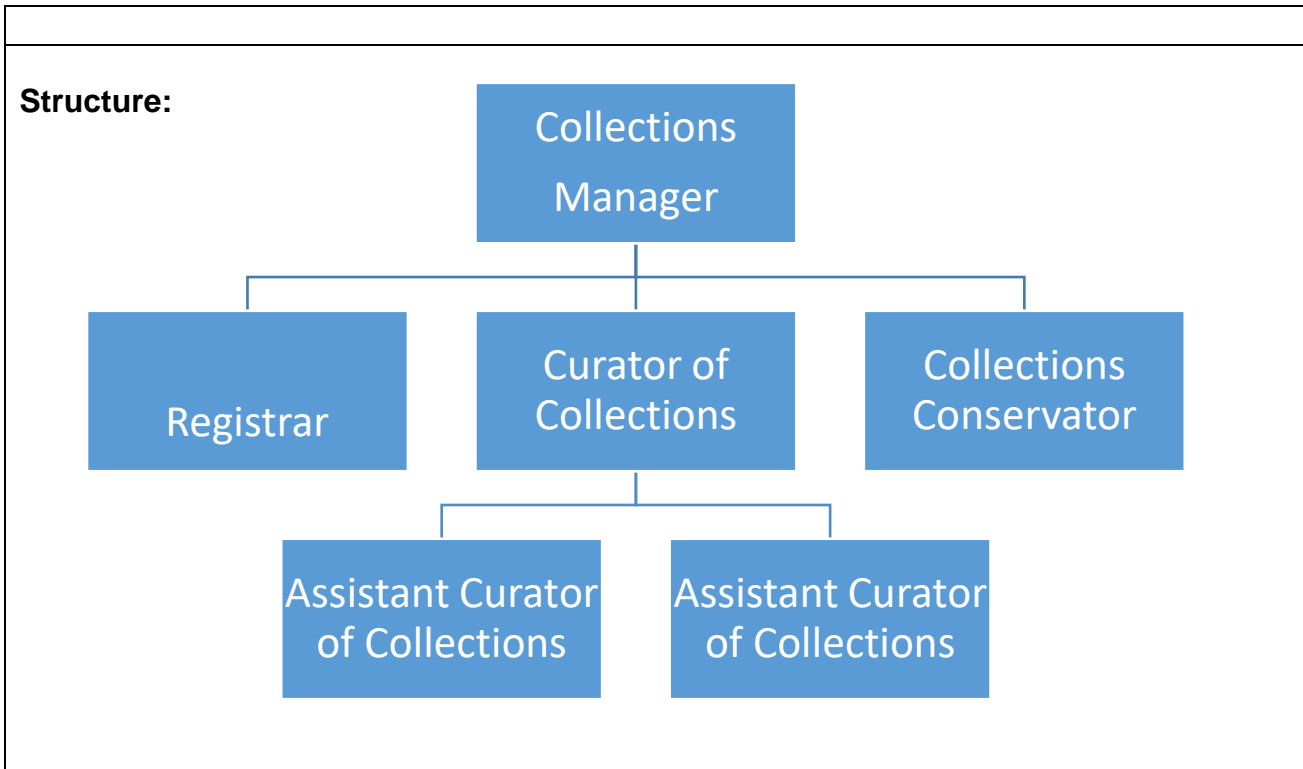 Structure:
Collections
Manager
Registrar
Curator of
Collections
Collections
Conservator
Assistant Curator
of Collections
Assistant Curator
of Collections